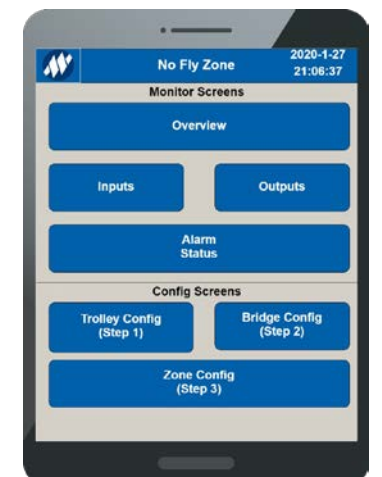 No Fly Zone
2020-1-27
21:06:37
Monitor Screens
Overview
Inputs
Outputs
Alarm
Status
Config Screens
Trolley Config
(Step 1)
Bridge Config
(Step 2)
Zone Config
(Step 3)